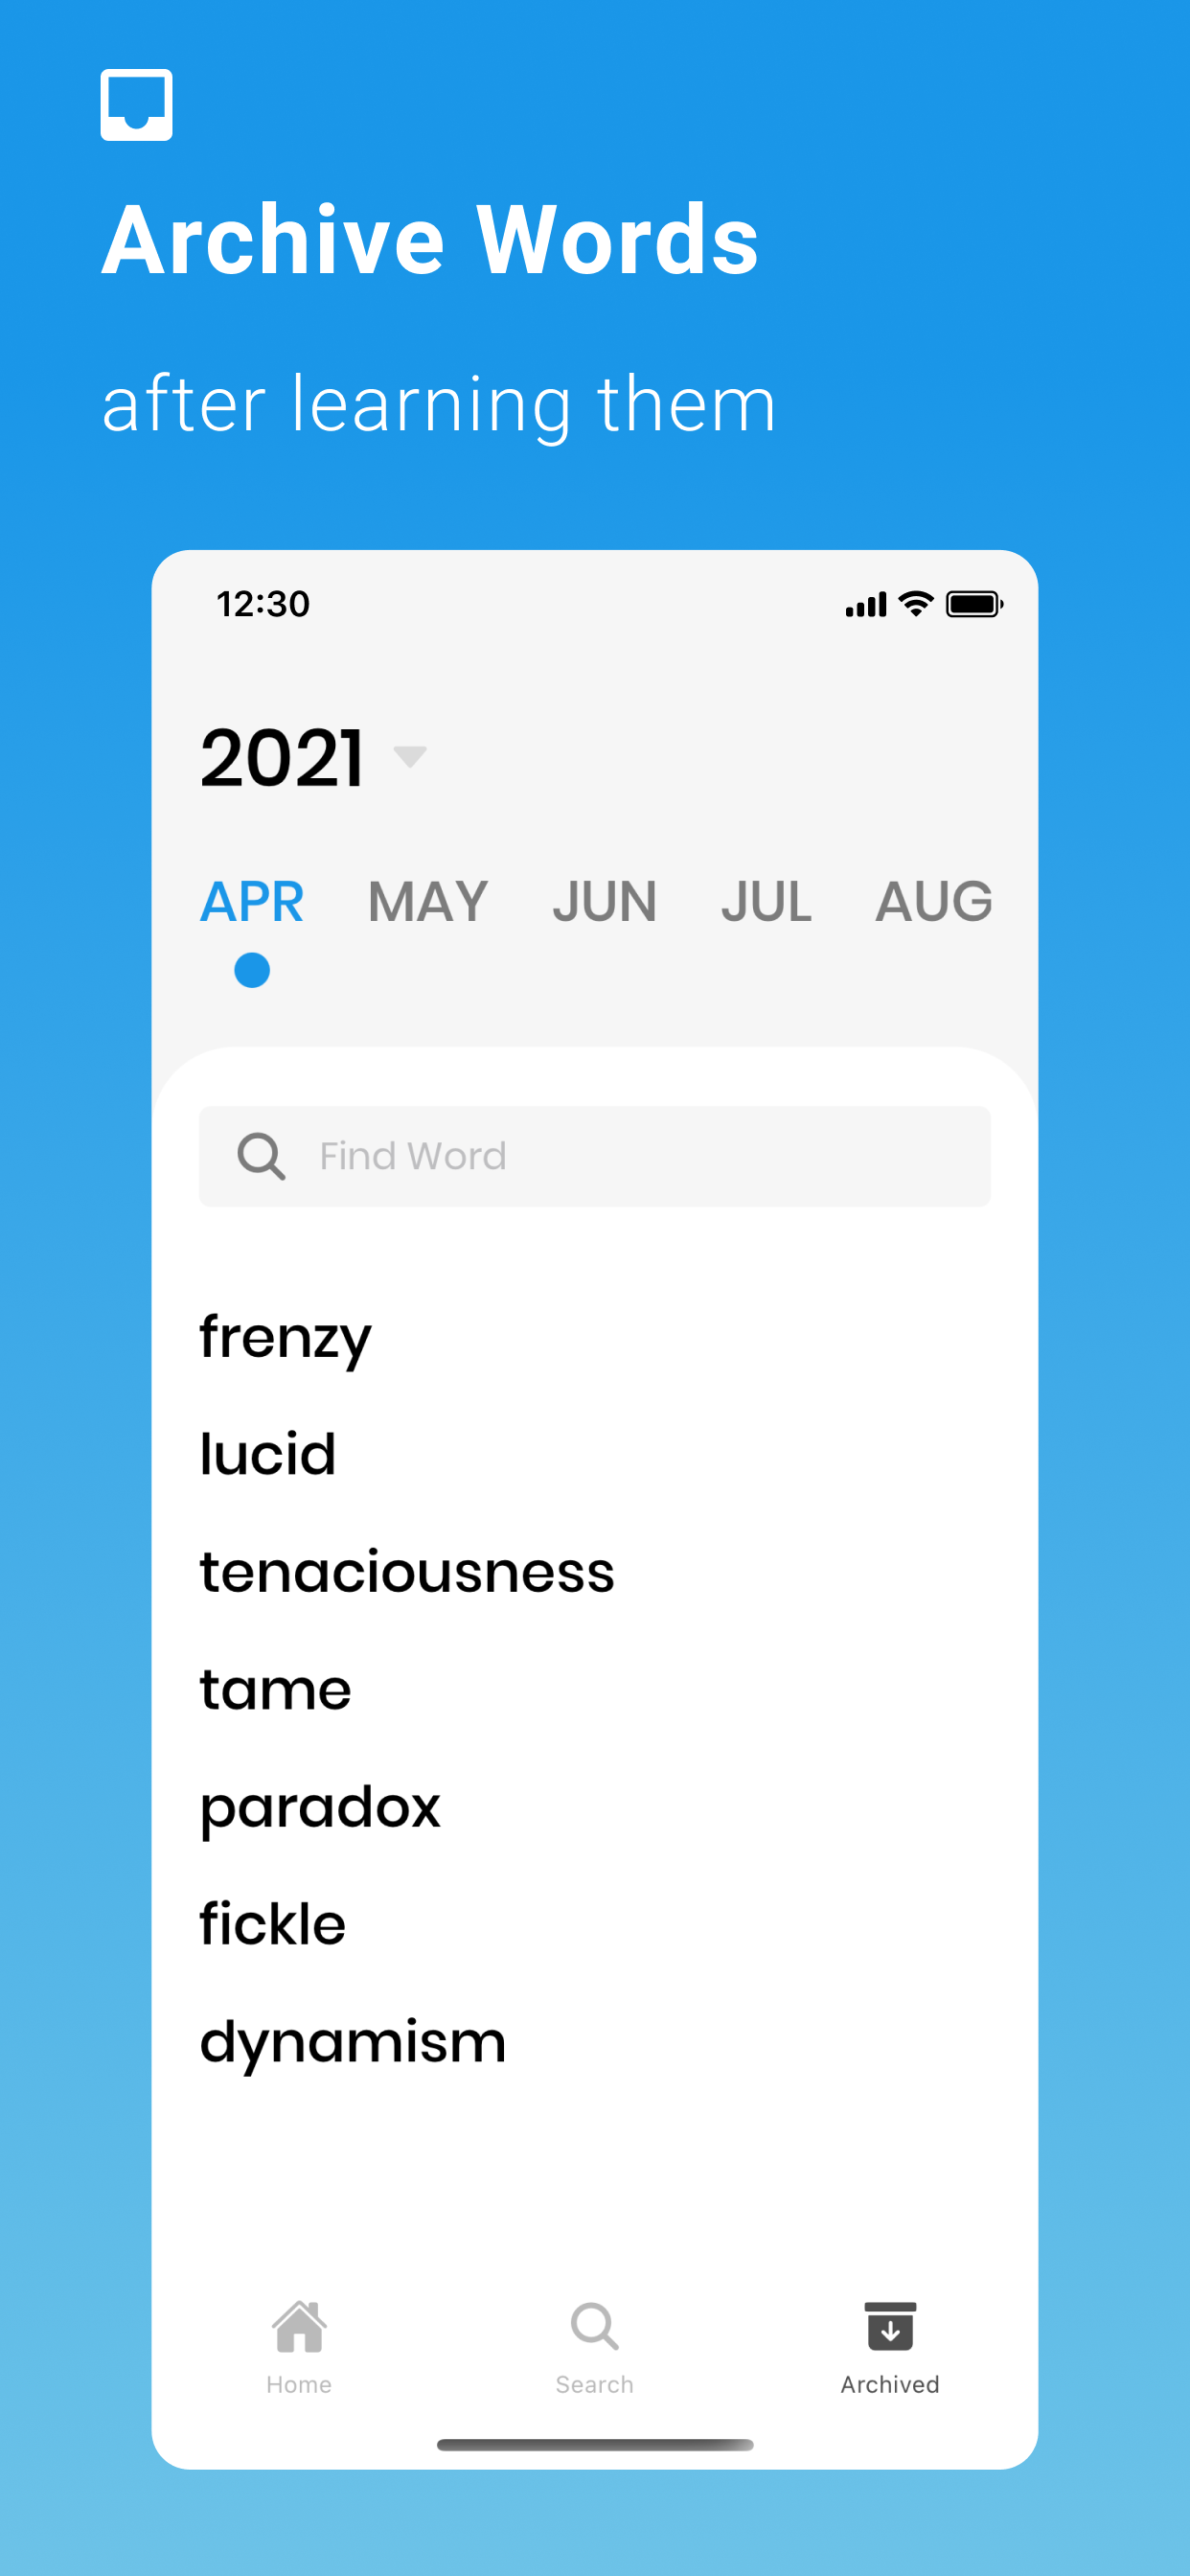 Archive Words
after learning them
12:30
2021
APR MAY JUN JUL AUG
Find Word
frenzy
lucid
tenaciousness
tame
paradox
fickle
dynamism
Home Search Archived